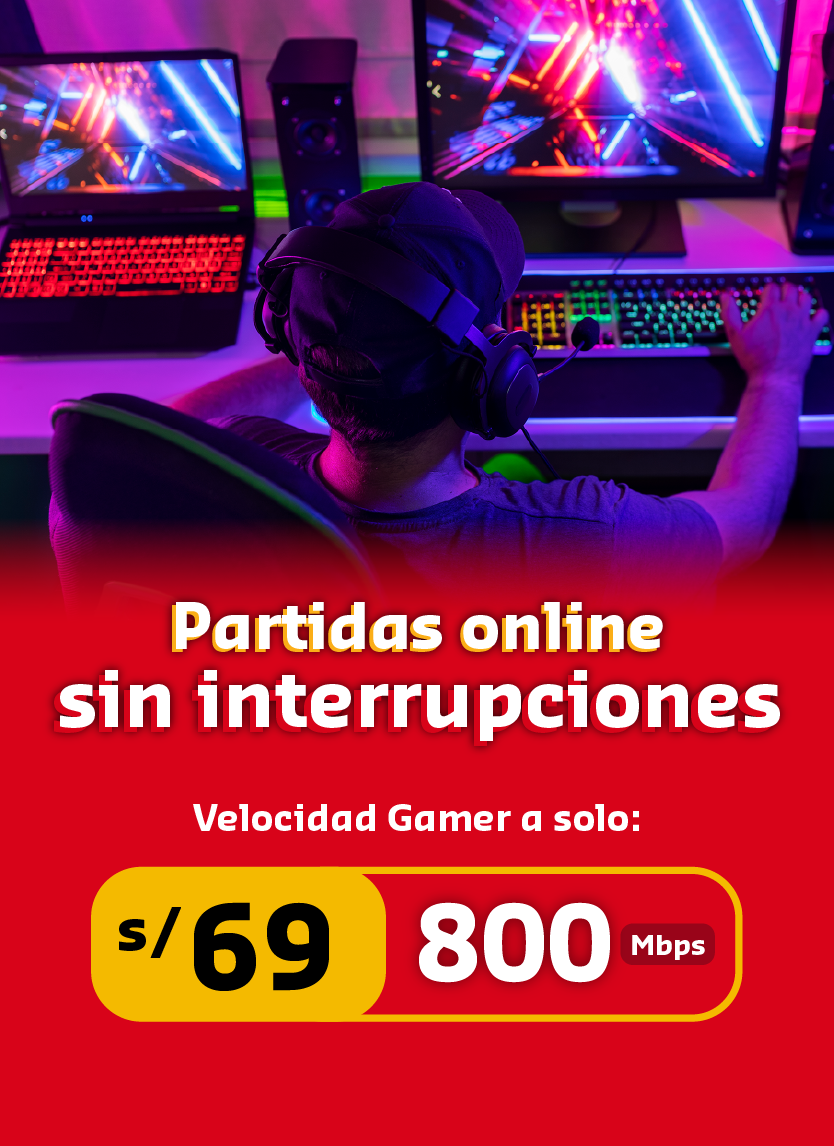 Partidas online
sin interrupciones
Velocidad Gamer a solo:
s/69 800 Mbps